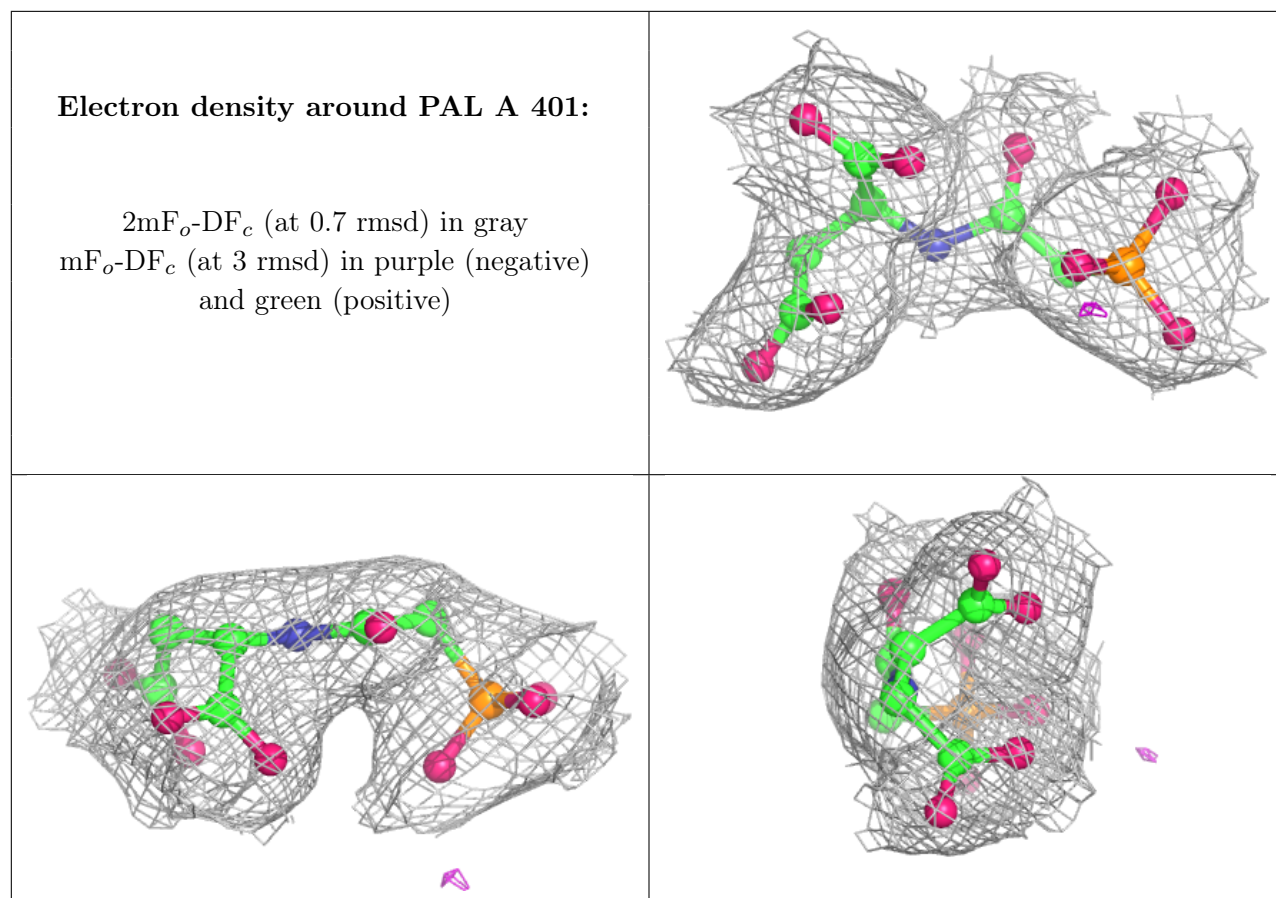 Electron density around PAL A 401:
2mFo-DFc (at 0.7 rmsd) in gray
mFo-DFc (at 3 rmsd) in purple (negative)
and green (positive)